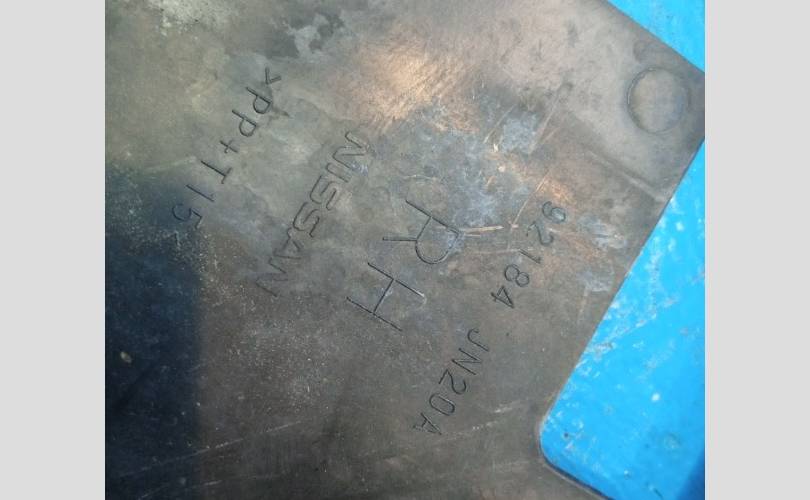 92184 JN20A
RH
NISSAN
>PP+T15<